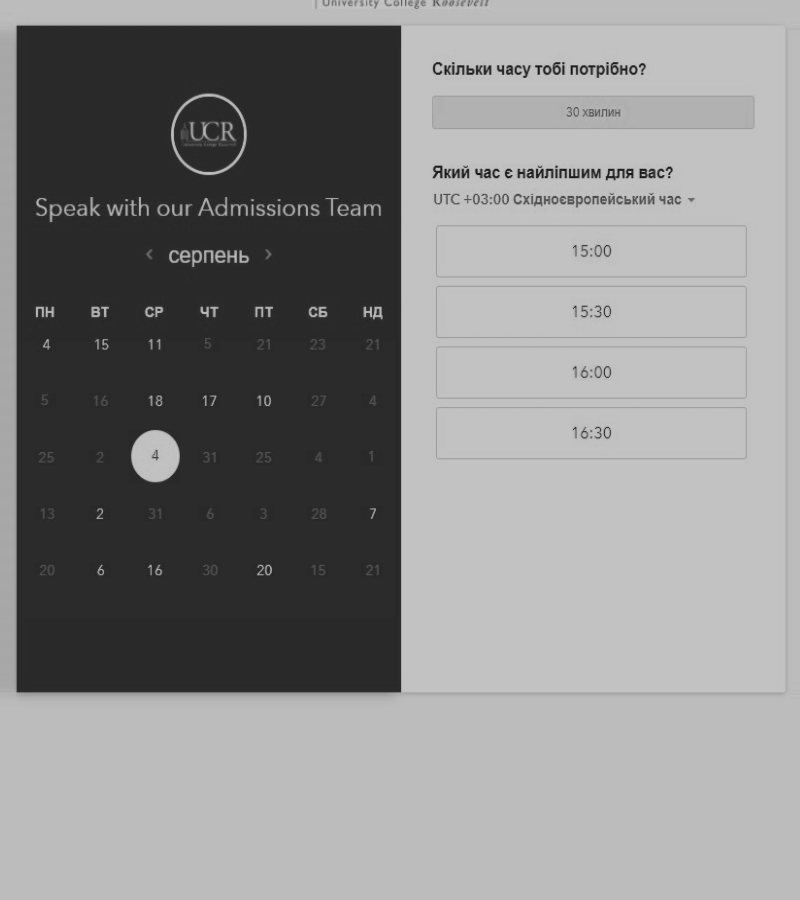 University College Roosevelt
UCR
Speak with our Admissions Team
серпень
ПН ВТ СР ЧТ ПТ СБ НД
4 15 11 5 21 23 21
5 16 18 17 10 27 4
25 2 4 31 25 4 1
13 2 31 6 3 28 7
20 6 16 30 20 15 21
Скільки часу тобі потрібно?
30 хвилин
Який час є найліпшим для вас?
UTC +03:00 Східноєвропейський час
15:00
15:30
16:00
16:30